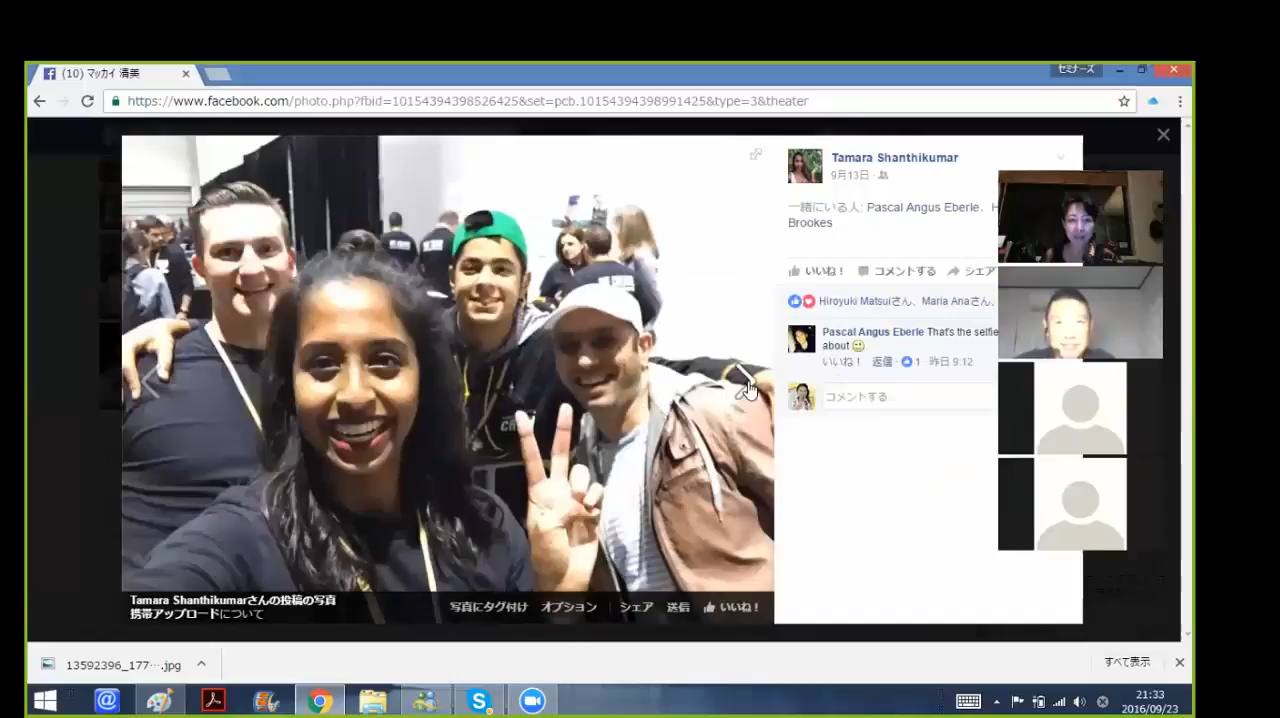 (10) マッカイ 清美
セミナーズ
https://www.facebook.com/photo.php?fbid=10154394398526425&set=pcb.10154394398991425&type=3&theater
Tamara Shanthikumar
9月13日
一緒にいる人: Pascal Angus Eberle、H
Brookes
いいね！ コメントする シェア
Hiroyuki Matsuiさん、Maria Anaさん、
Pascal Angus Eberle That's the selfie
about
いいね！ 返信 · 1 · 昨日 9:12
コメントする
Tamara Shanthikumarさんの投稿の写真
携帯アップロードについて
写真にタグ付け オプション シェア 送信 いいね！
13592396_177….jpg
すべて表示
21:33
2016/09/23